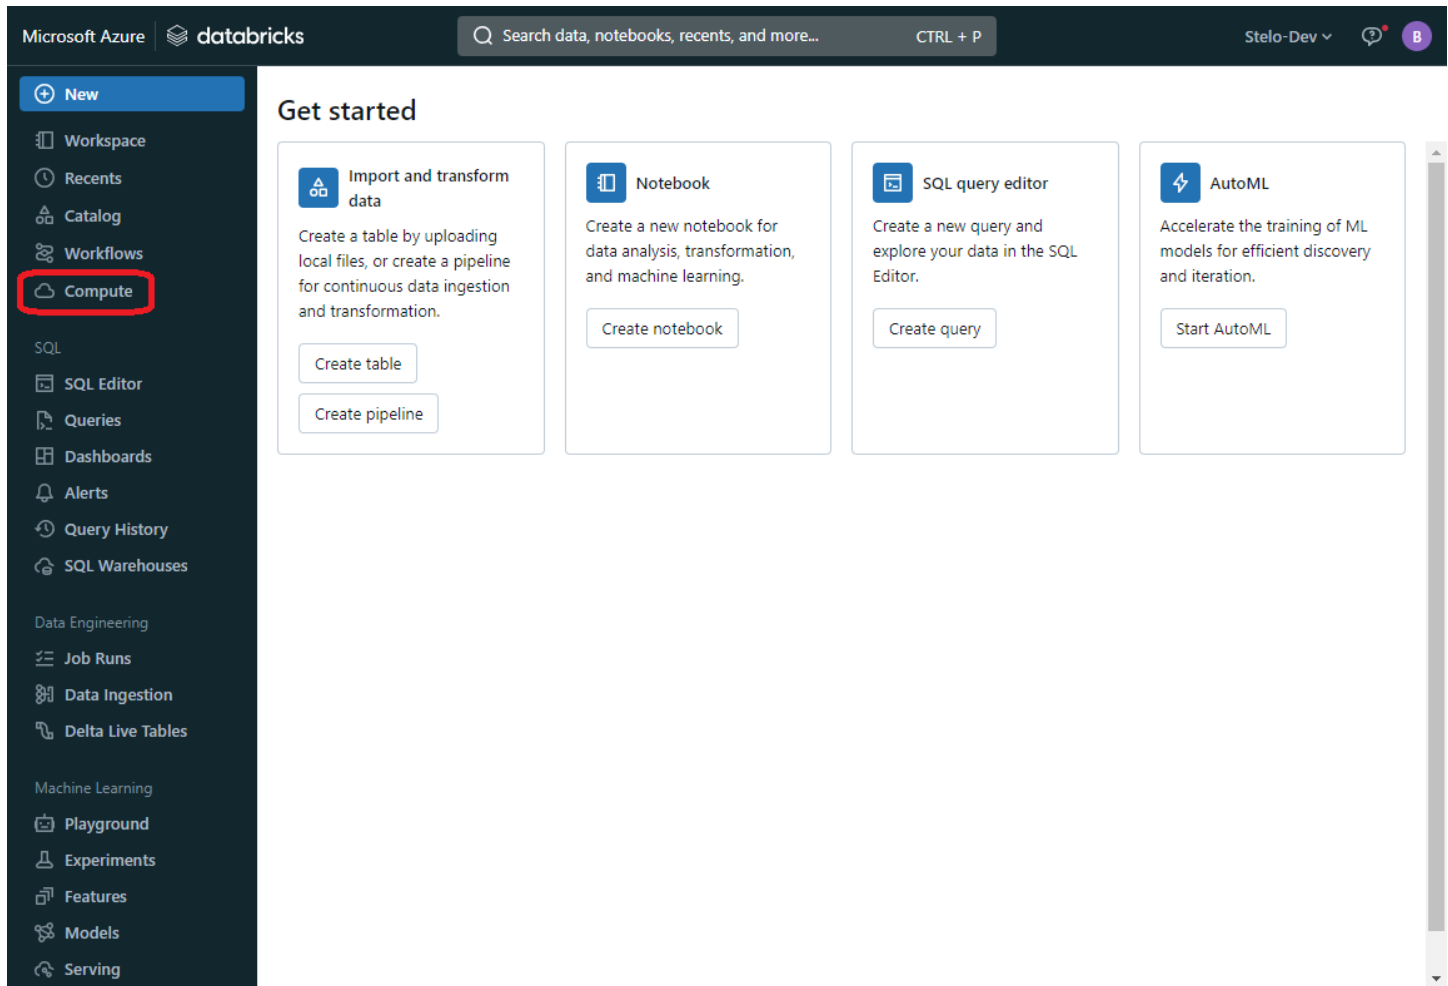 Microsoft Azure databricks
Search data, notebooks, recents, and more... CTRL + P
Stelo-Dev
B
New
Workspace
Recents
Catalog
Workflows
Compute
SQL
SQL Editor
Queries
Dashboards
Alerts
Query History
SQL Warehouses
Data Engineering
Job Runs
Data Ingestion
Delta Live Tables
Machine Learning
Playground
Experiments
Features
Models
Serving
Get started
Import and transform
data
Create a table by uploading
local files, or create a pipeline
for continuous data ingestion
and transformation.
Create table
Create pipeline
Notebook
Create a new notebook for
data analysis, transformation,
and machine learning.
Create notebook
SQL query editor
Create a new query and
explore your data in the SQL
Editor.
Create query
AutoML
Accelerate the training of ML
models for efficient discovery
and iteration.
Start AutoML